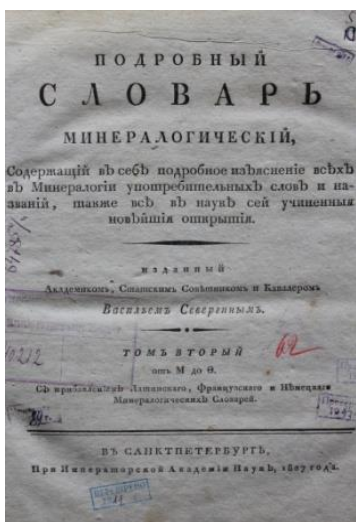 ПОДРОБНЫЙ
СЛОВАРЬ
МИНЕРАЛОГИЧЕСКІЙ,
Содержащій въ себѣ подробное изъясненіе всѣхъ
въ Минералогіи употребительныхъ словъ и на-
званій, также всѣ въ наукѣ сей учиненныя
новѣйшія открытія.
изданный
Академикомъ, Статскимъ Совѣтникомъ и Кавалеромъ
Васильемъ Севергинымъ.
ТОМЪ ВТОРЫЙ
отъ М до Ѳ.
Съ прибавленіемъ Латинскаго, Французскаго и Нѣмецкаго
Минералогическихъ Словарей.
62
ВЪ САНКТПЕТЕРБУРГѢ,
При Императорской Академіи Наукъ, 1807 года.